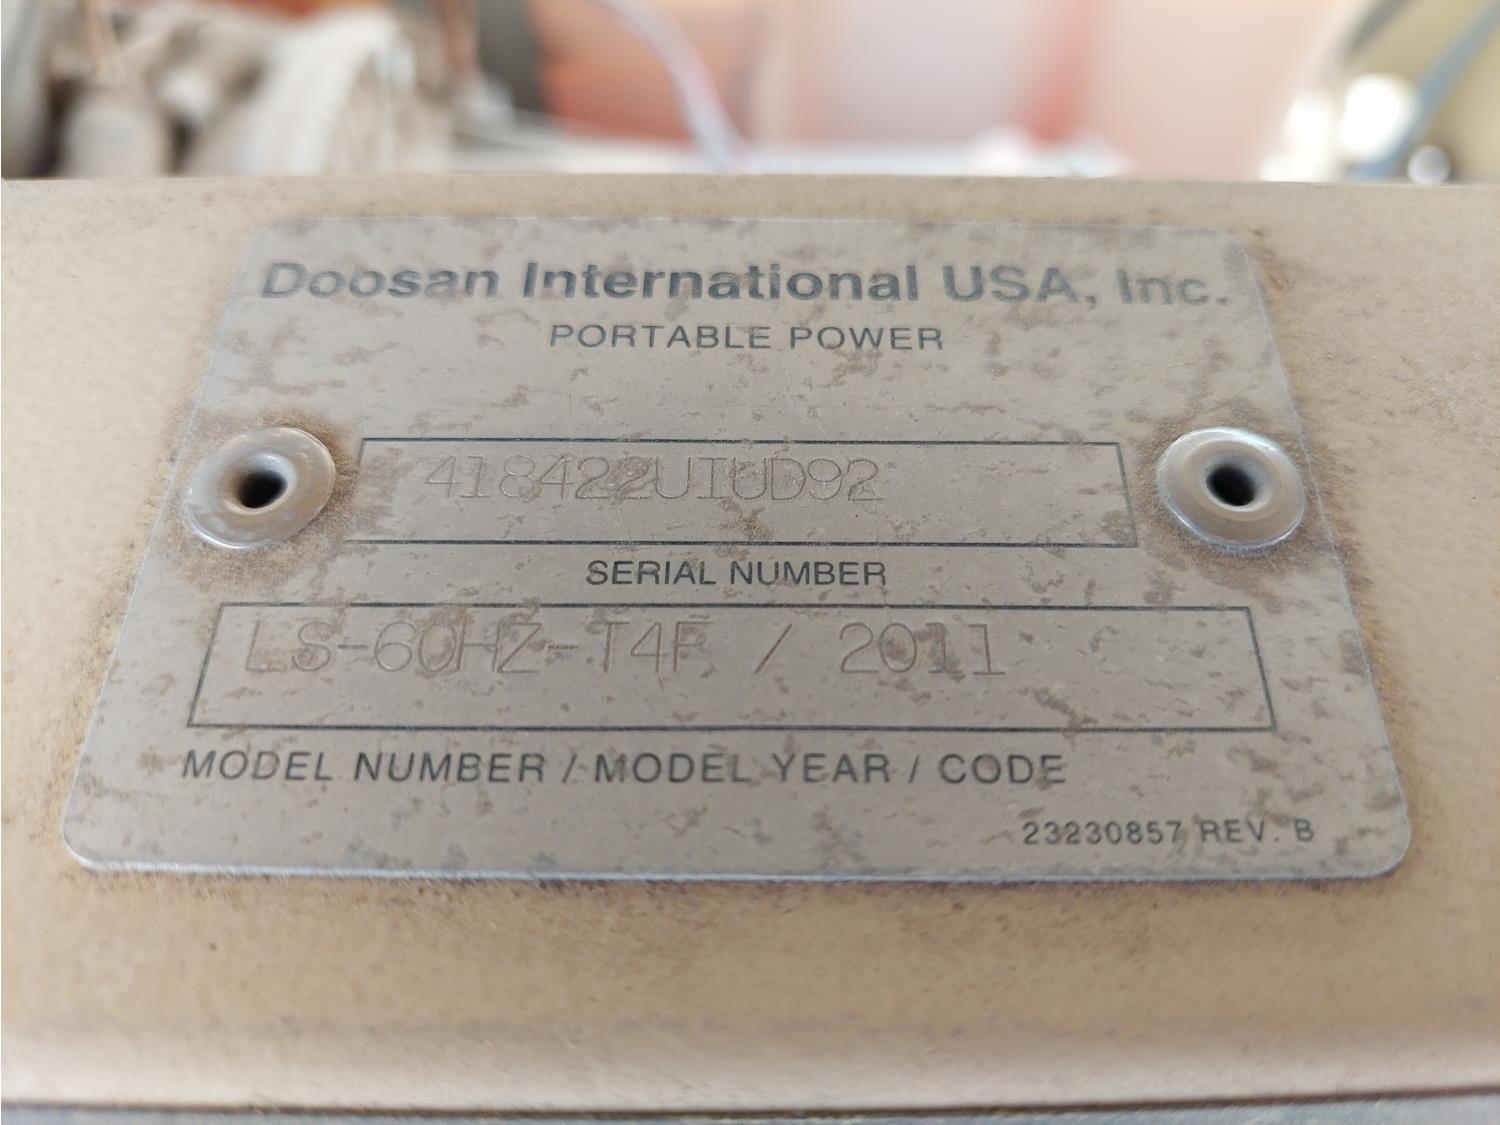 Doosan International USA, Inc.
PORTABLE POWER
418422UIUD92
SERIAL NUMBER
LS-60HZ-T4F / 2011
MODEL NUMBER / MODEL YEAR / CODE
23230857 REV. B